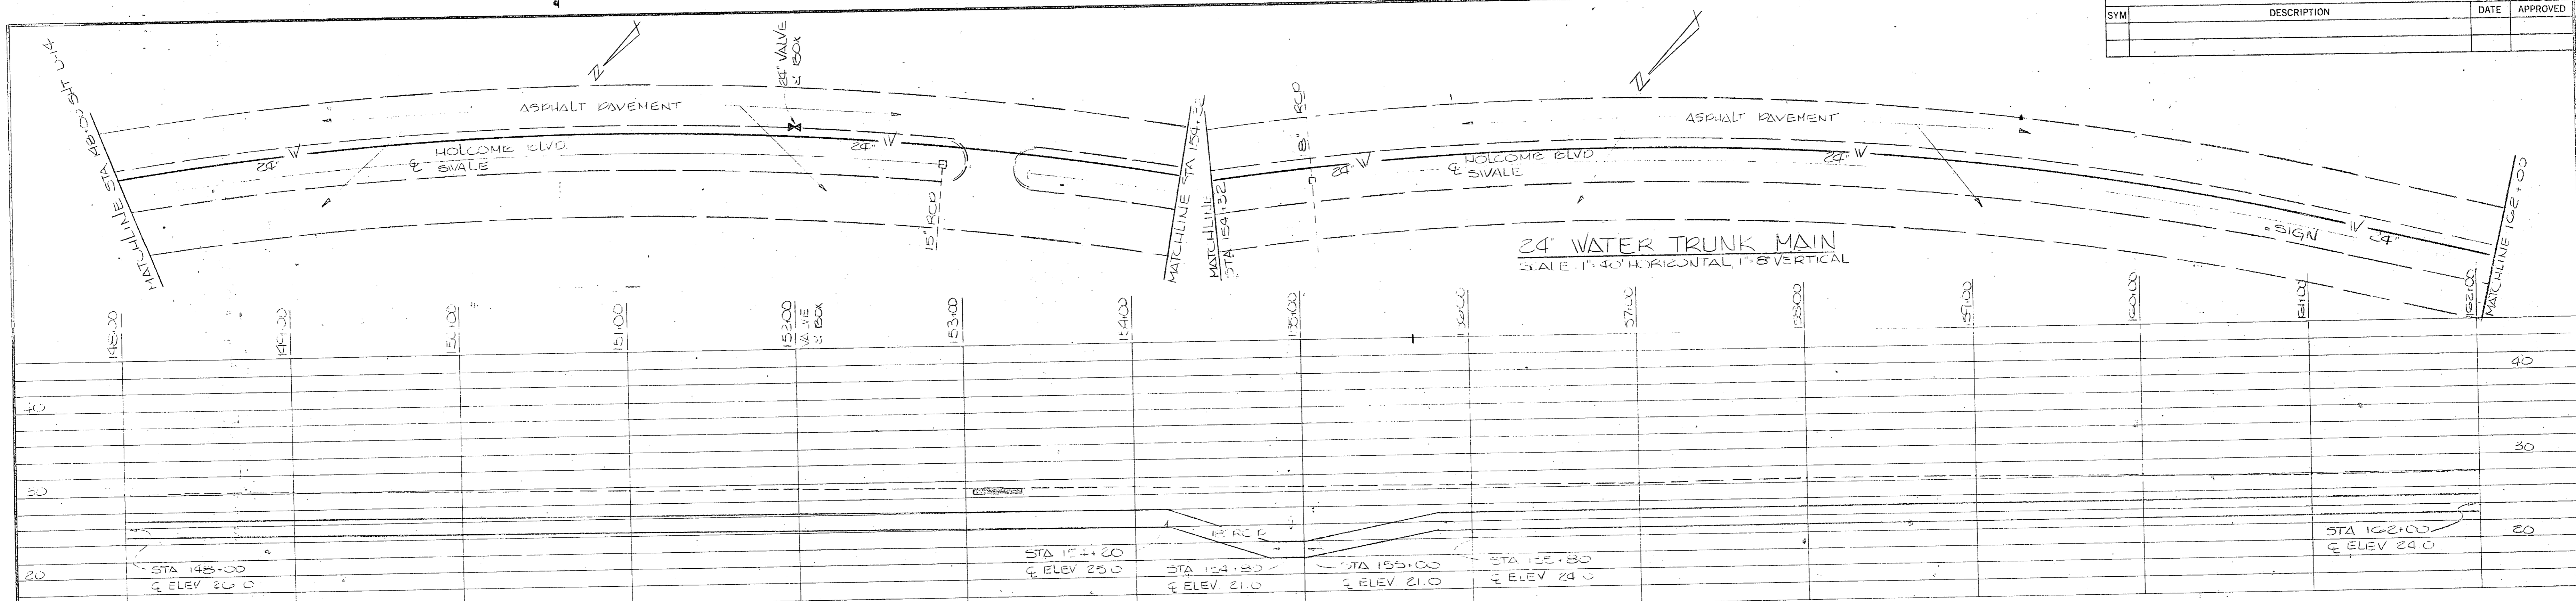 SYM DESCRIPTION DATE APPROVED
MATCHLINE STA 148+00 SHT U-14
24" VALVE
& BOX
ASPHALT PAVEMENT
24" W
℄ HOLCOMB BLVD.
SWALE
24" W
15" RCP
MATCHLINE STA 154+32
MATCHLINE
STA 154+32
18" RCP
ASPHALT PAVEMENT
24" W
℄ HOLCOMB BLVD
SWALE
24" W
SIGN
W 24"
MATCHLINE 162+00
24" WATER TRUNK MAIN
SCALE: 1"=40' HORIZONTAL, 1"=8' VERTICAL
148+00
149+00
150+00
151+00
152+00
VALVE
& BOX
153+00
154+00
155+00
156+00
157+00
158+00
159+00
160+00
161+00
162+00
40
40
30
30
20
20
RCP
STA 148+00
℄ ELEV 26.0
STA 154+20
℄ ELEV 25.0
STA 154+80
℄ ELEV. 21.0
STA 155+00
℄ ELEV. 21.0
STA 155+80
℄ ELEV 24.0
STA 162+00
℄ ELEV 24.0